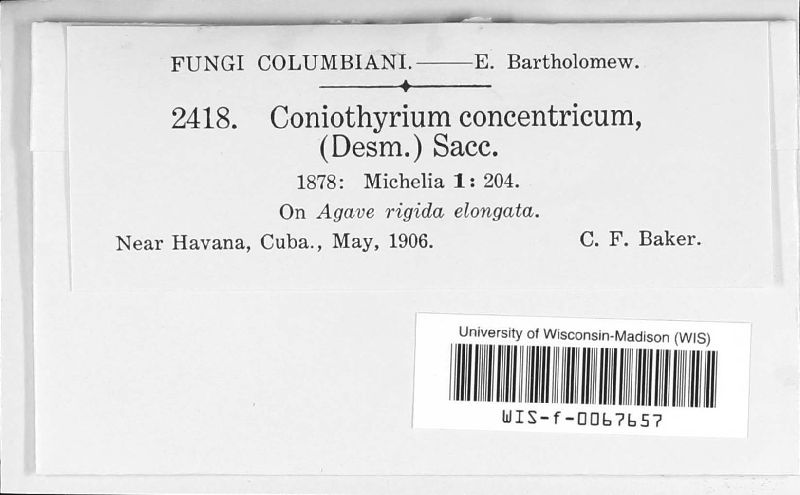 FUNGI COLUMBIANI.——E. Bartholomew.
2418. Coniothyrium concentricum,
(Desm.) Sacc.
1878: Michelia 1: 204.
On Agave rigida elongata.
Near Havana, Cuba., May, 1906. C. F. Baker.
University of Wisconsin-Madison (WIS)
WIS-f-0067657